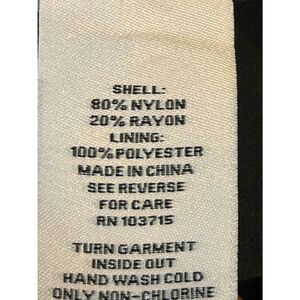 SHELL:
80% NYLON
20% RAYON
LINING:
100% POLYESTER
MADE IN CHINA
SEE REVERSE
FOR CARE
RN 103715
TURN GARMENT
INSIDE OUT
HAND WASH COLD
ONLY NON-CHLORINE